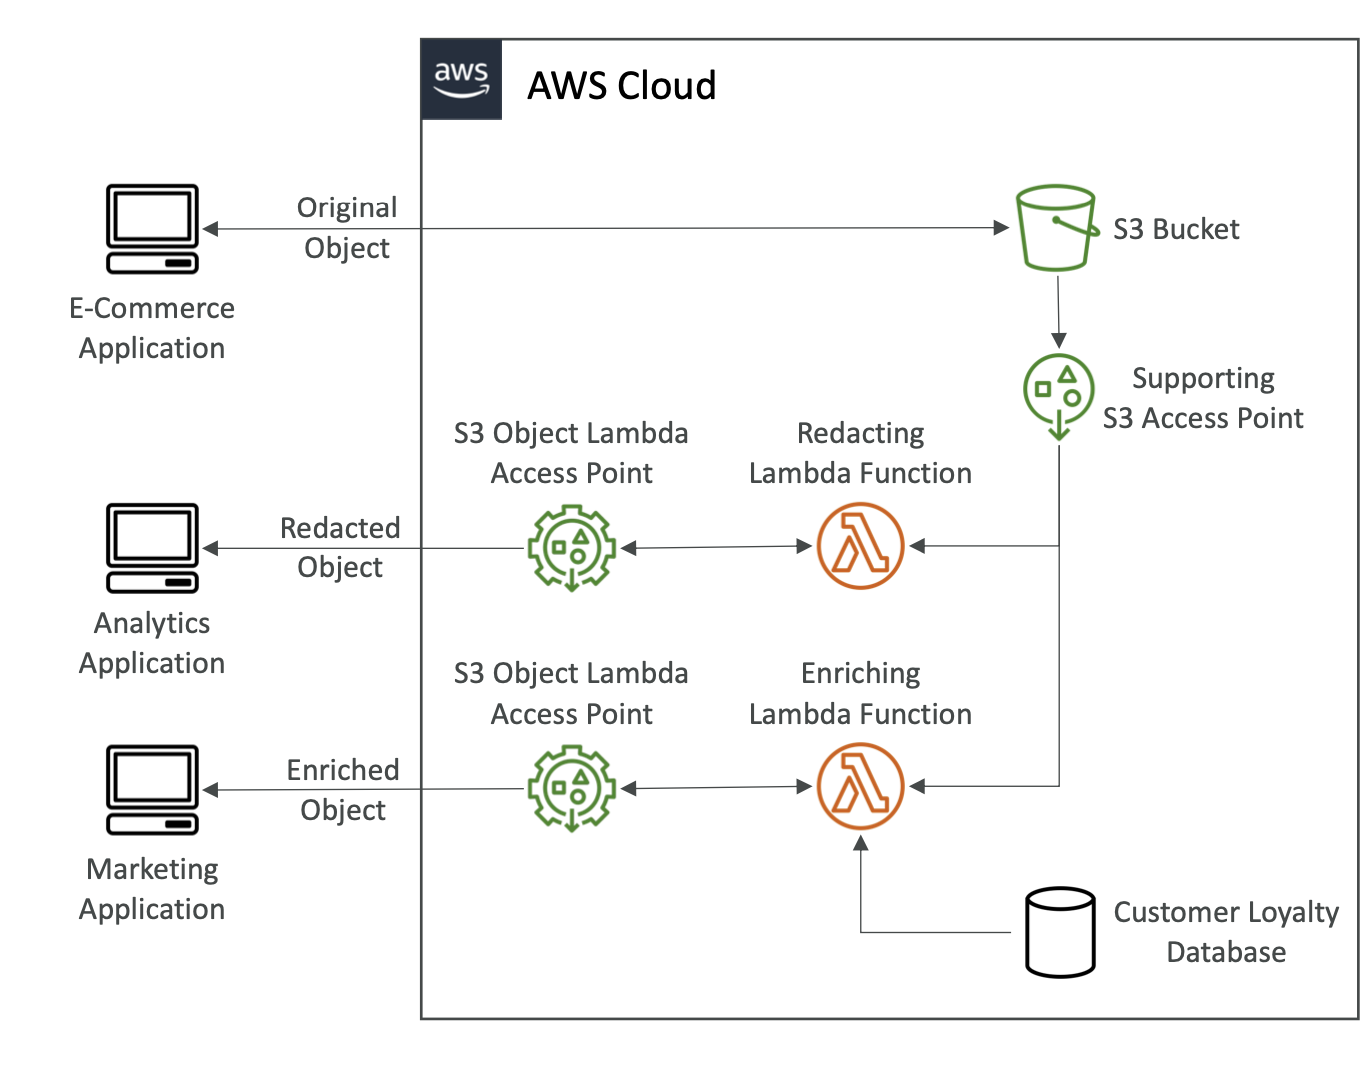 aws
AWS Cloud
Original
Object
S3 Bucket
E-Commerce
Application
Supporting
S3 Access Point
S3 Object Lambda
Access Point
Redacting
Lambda Function
Redacted
Object
Analytics
Application
S3 Object Lambda
Access Point
Enriching
Lambda Function
Enriched
Object
Marketing
Application
Customer Loyalty
Database